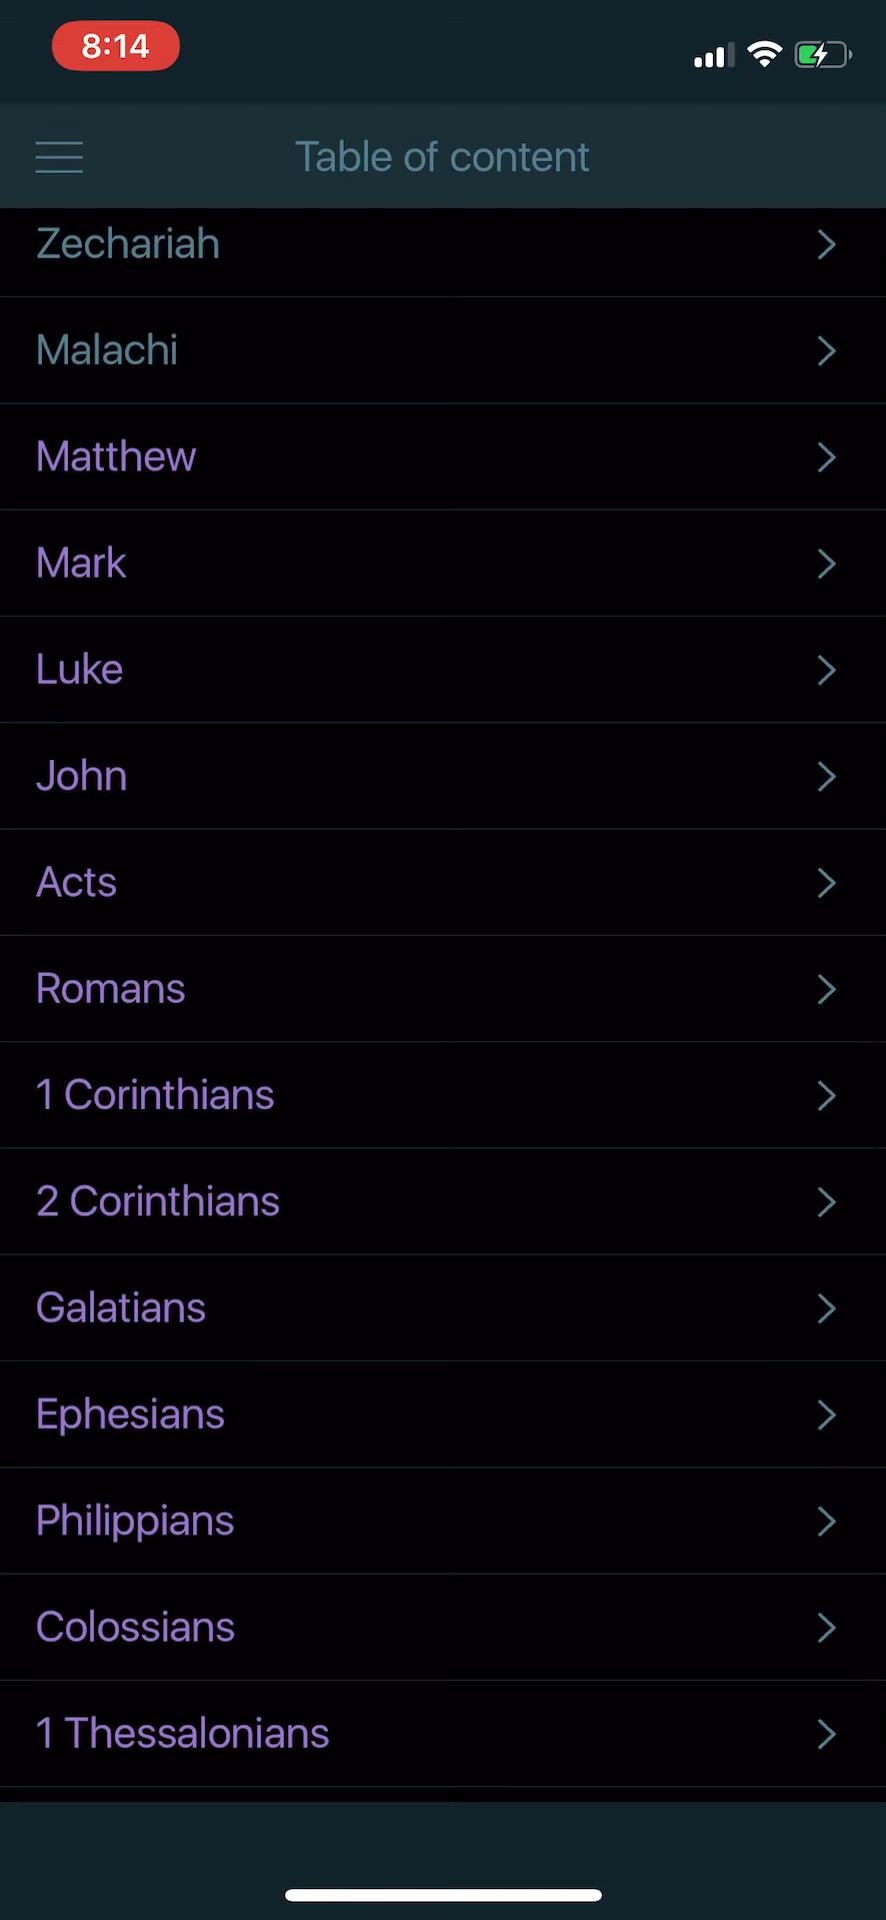 8:14
Table of content
Zechariah
Malachi
Matthew
Mark
Luke
John
Acts
Romans
1 Corinthians
2 Corinthians
Galatians
Ephesians
Philippians
Colossians
1 Thessalonians